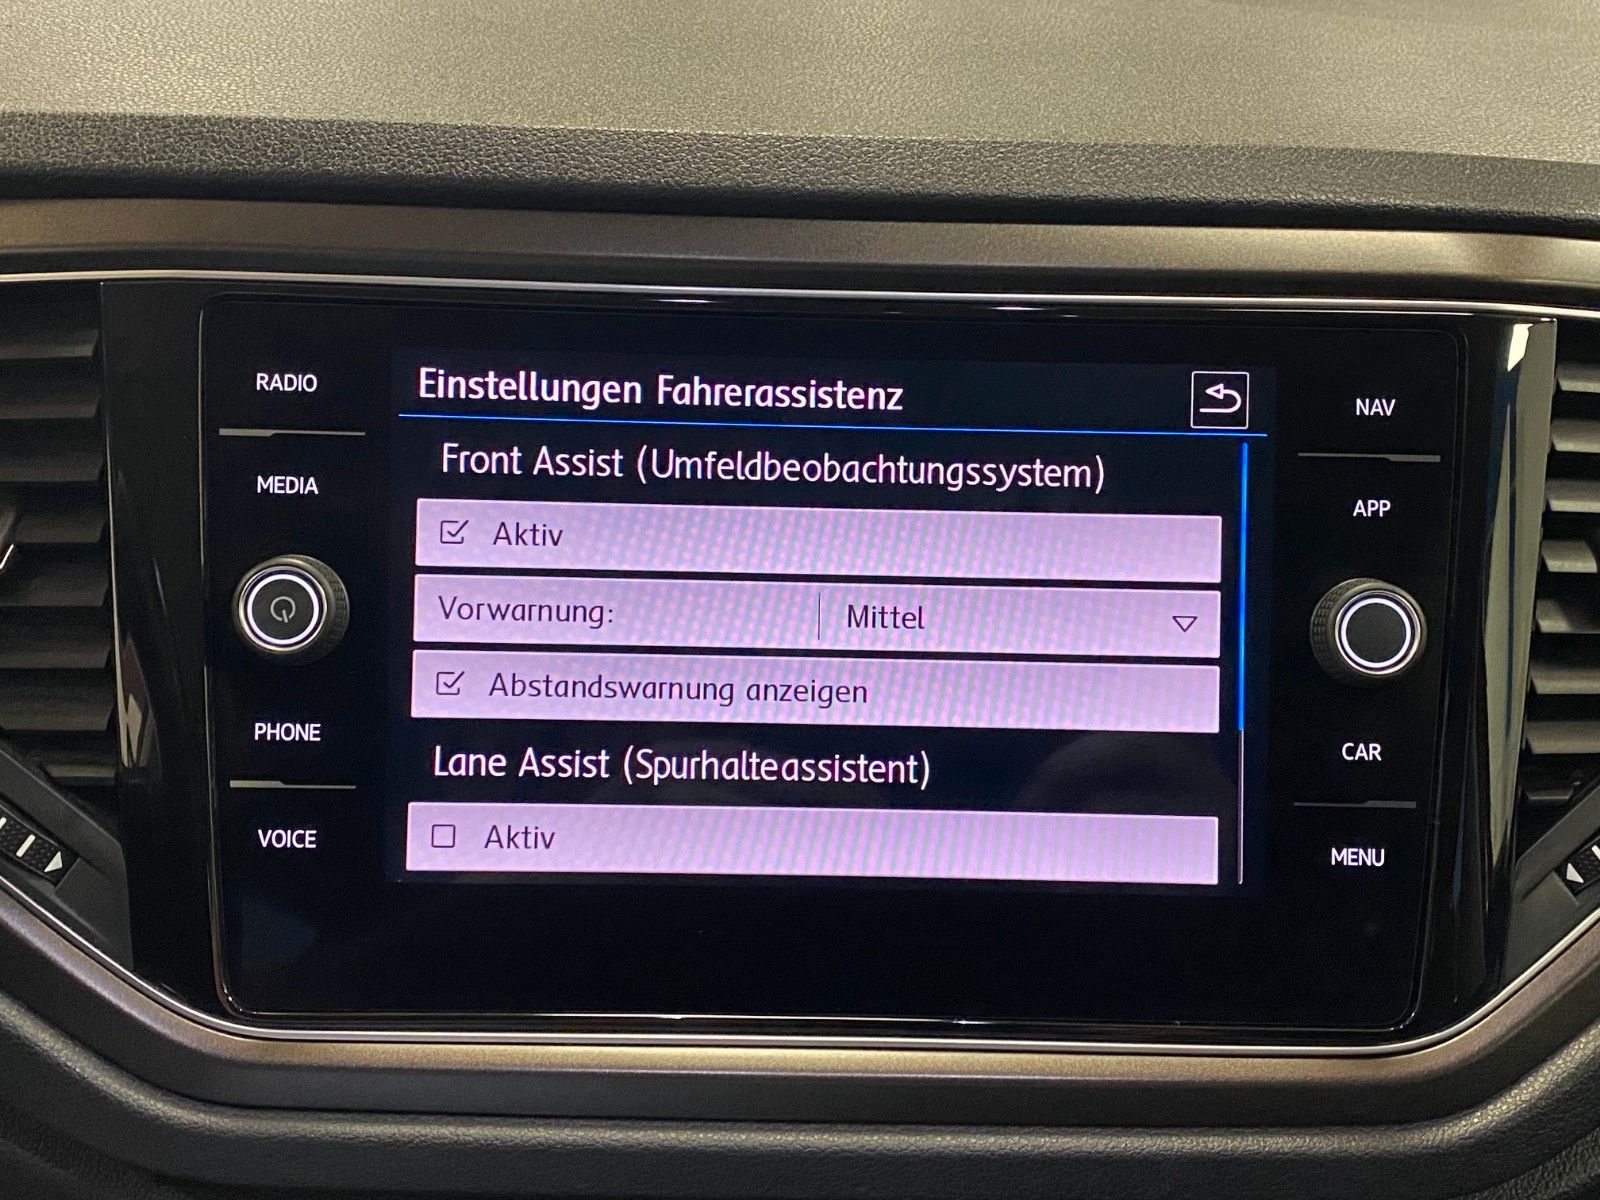 Einstellungen Fahrerassistenz
Front Assist (Umfeldbeobachtungssystem)
Aktiv
Vorwarnung: Mittel
Abstandswarnung anzeigen
Lane Assist (Spurhalteassistent)
Aktiv
RADIO
MEDIA
PHONE
VOICE
NAV
APP
CAR
MENU